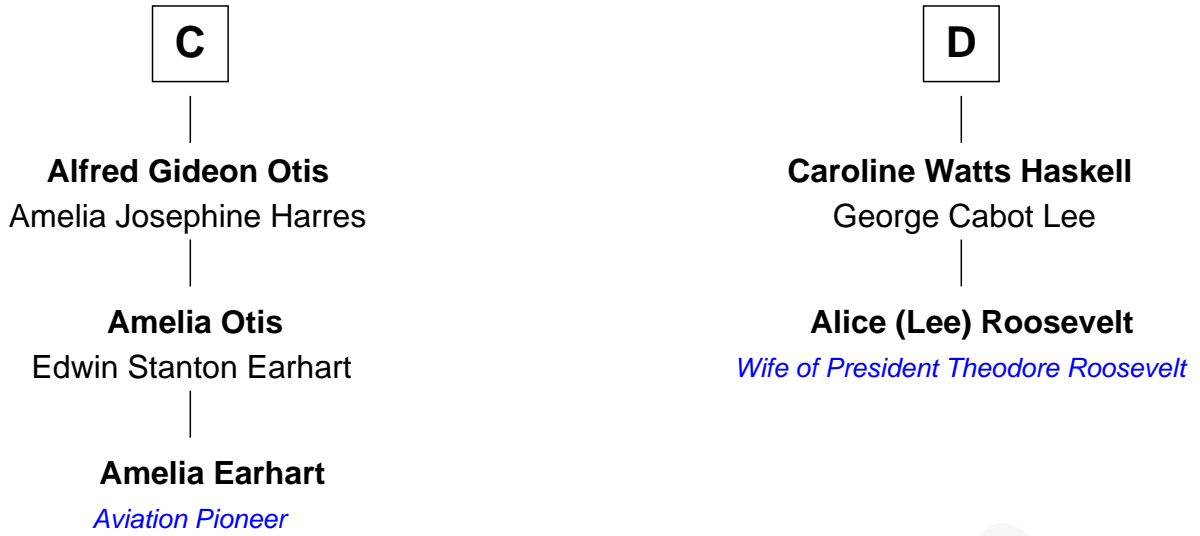 C
Alfred Gideon Otis
Amelia Josephine Harres
Amelia Otis
Edwin Stanton Earhart
Amelia Earhart
Aviation Pioneer
D
Caroline Watts Haskell
George Cabot Lee
Alice (Lee) Roosevelt
Wife of President Theodore Roosevelt